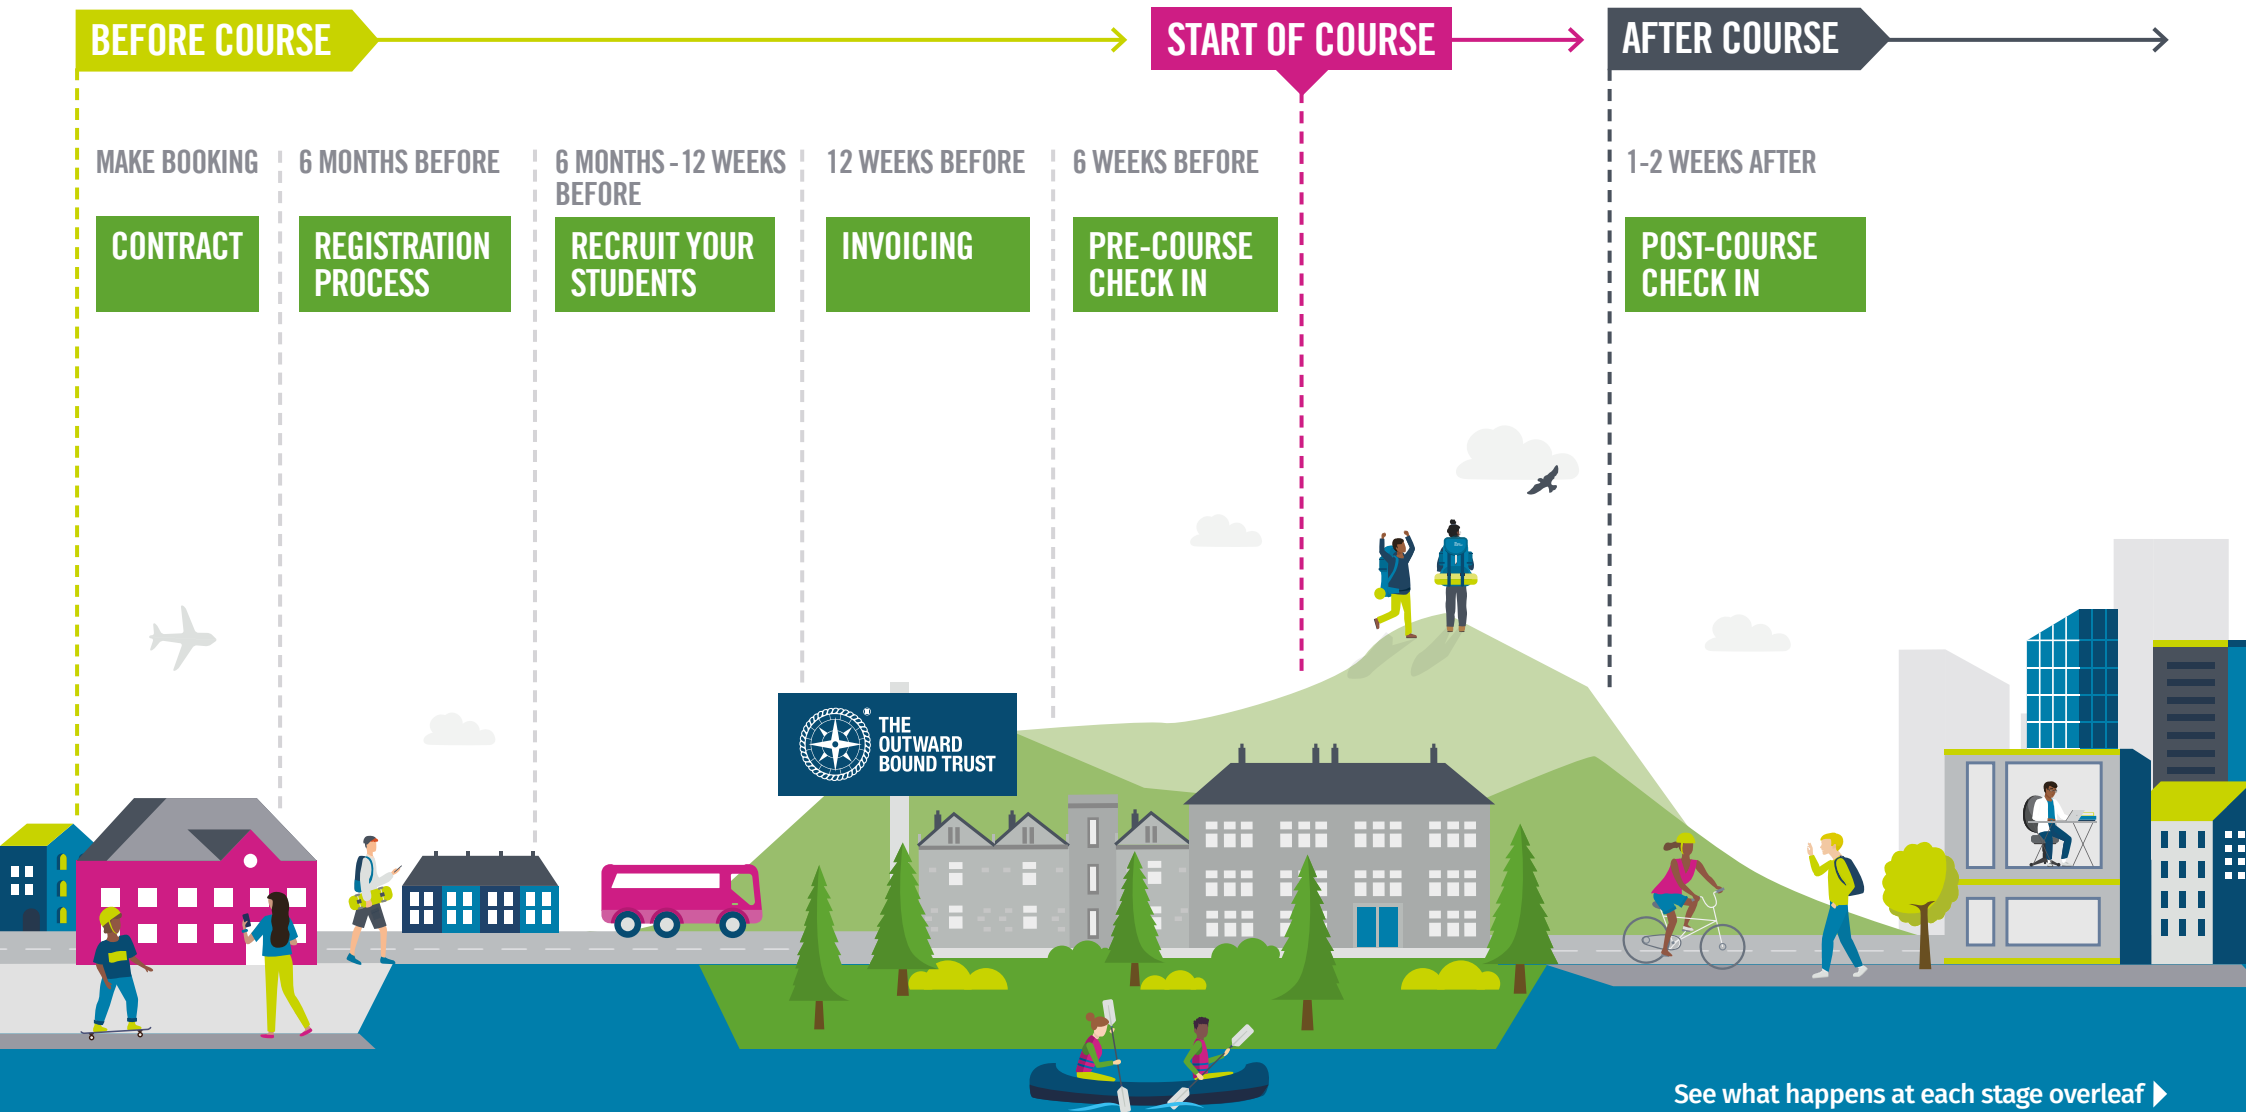 BEFORE COURSE
START OF COURSE
AFTER COURSE
MAKE BOOKING
6 MONTHS BEFORE
6 MONTHS - 12 WEEKS
BEFORE
12 WEEKS BEFORE
6 WEEKS BEFORE
1-2 WEEKS AFTER
CONTRACT
REGISTRATION
PROCESS
RECRUIT YOUR
STUDENTS
INVOICING
PRE-COURSE
CHECK IN
POST-COURSE
CHECK IN
THE
OUTWARD
BOUND TRUST
See what happens at each stage overleaf